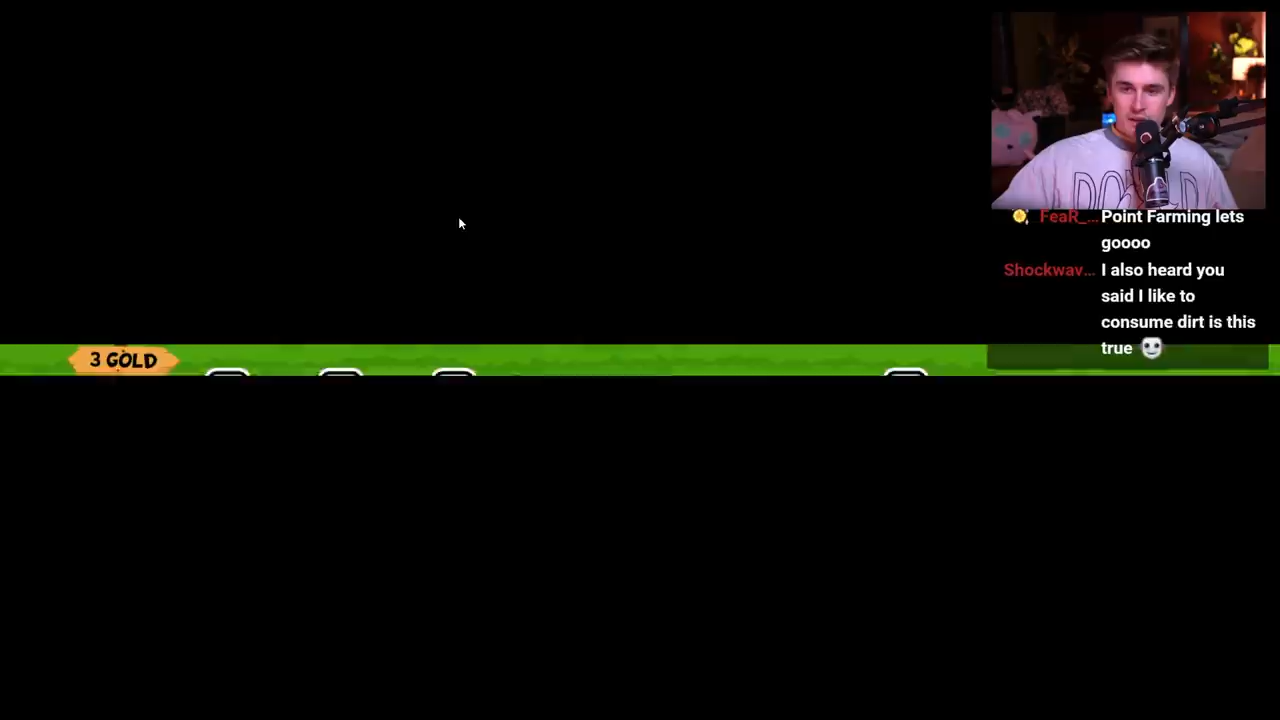 FeaR_... Point Farming lets
goooo
Shockwav... I also heard you
said I like to
consume dirt is this
true
3 GOLD